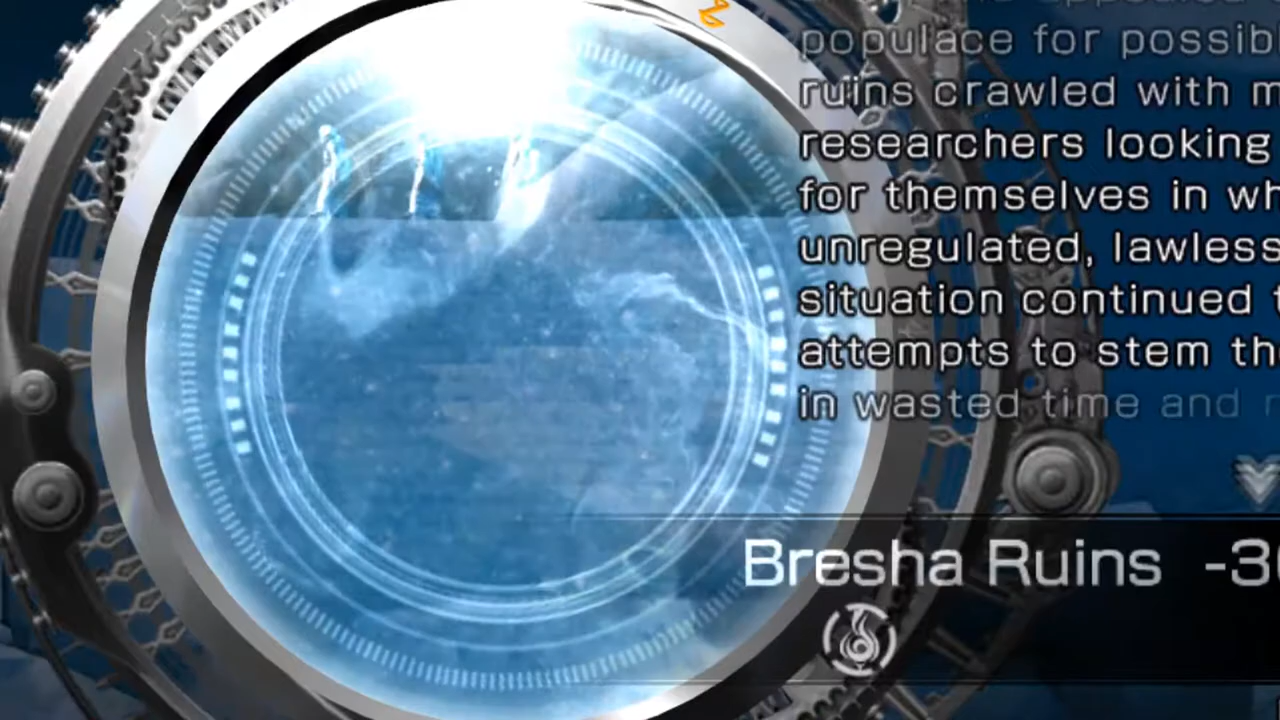 populace for possib
ruins crawled with m
researchers looking
for themselves in wh
unregulated, lawless
situation continued t
attempts to stem th
in wasted time and
Bresha Ruins -30